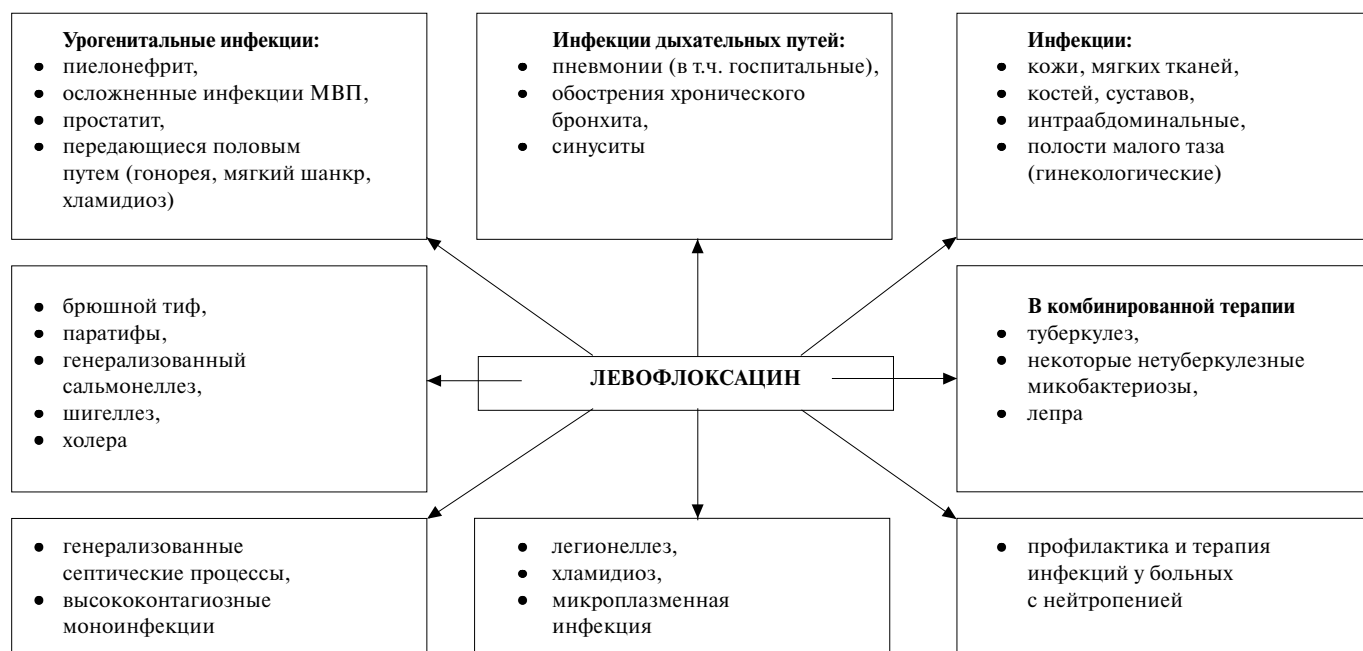 Урогенитальные инфекции:
● пиелонефрит,
● осложненные инфекции МВП,
● простатит,
● передающиеся половым
путем (гонорея, мягкий шанкр,
хламидиоз)
Инфекции дыхательных путей:
● пневмонии (в т.ч. госпитальные),
● обострения хронического
бронхита,
● синуситы
Инфекции:
● кожи, мягких тканей,
● костей, суставов,
● интраабдоминальные,
● полости малого таза
(гинекологические)
● брюшной тиф,
● паратифы,
● генерализованный
сальмонеллез,
● шигеллез,
● холера
ЛЕВОФЛОКСАЦИН
В комбинированной терапии
● туберкулез,
● некоторые нетуберкулезные
микобактериозы,
● лепра
● генерализованные
септические процессы,
● высококонтагиозные
моноинфекции
● легионеллез,
● хламидиоз,
● микроплазменная
инфекция
● профилактика и терапия
инфекций у больных
с нейтропенией